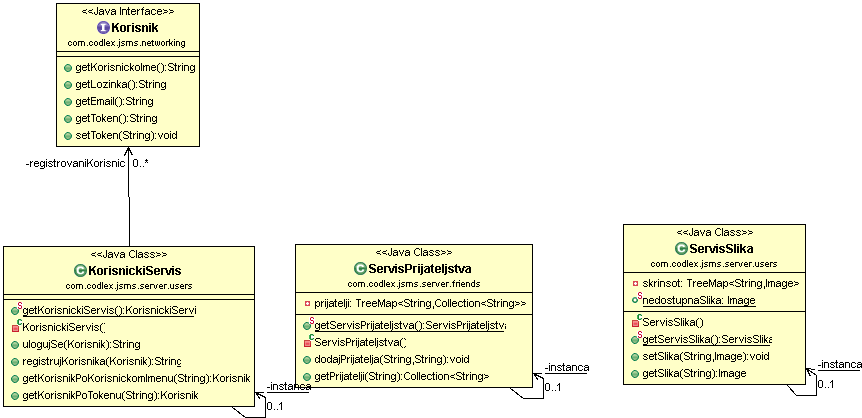 <<Java Interface>>
Korisnik
com.codlex.jsms.networking
getKorisnickoIme():String
getLozinka():String
getEmail():String
getToken():String
setToken(String):void
-registrovaniKorisnic
0..*
<<Java Class>>
KorisnickiServis
com.codlex.jsms.server.users
getKorisnickiServis():KorisnickiServi
KorisnickiServis()
ulogujSe(Korisnik):String
registrujKorisnika(Korisnik):String
getKorisnikPoKorisnickomImenu(String):Korisnik
getKorisnikPoTokenu(String):Korisnik
-instanca
0..1
<<Java Class>>
ServisPrijateljstva
com.codlex.jsms.server.friends
prijatelji: TreeMap<String,Collection<String>>
getServisPrijateljstva():ServisPrijateljstva
ServisPrijateljstva()
dodajPrijatelja(String,String):void
getPrijatelji(String):Collection<String>
-instanca
0..1
<<Java Class>>
ServisSlika
com.codlex.jsms.server.users
skrinsot: TreeMap<String,Image>
nedostupnaSlika: Image
ServisSlika()
getServisSlika():ServisSlika
setSlika(String,Image):void
getSlika(String):Image
-instanca
0..1